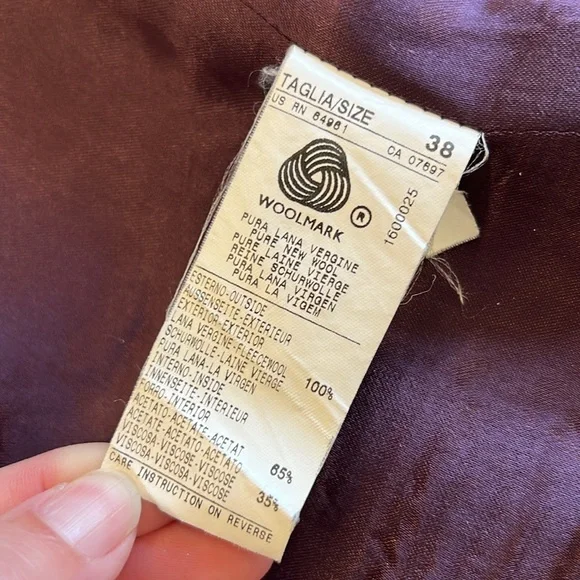 TAGLIA/SIZE 38
US RN 64961 CA 07897
WOOLMARK ®
1600025
PURA LANA VERGINE
PURE NEW WOOL
PURE LAINE VIERGE
REINE SCHURWOLLE
PURA LANA VIRGEN
PURA LA VIGEM
ESTERNO-OUTSIDE
AUSSENSEITE-EXTERIEUR
EXTERIOR-EXTERIOR
LANA VERGINE-FLEECEWOOL
SCHURWOLLE-LAINE VIERGE
PURA LANA-LA VIRGEN 100%
INTERNO-INSIDE
INNENSEITE-INTERIEUR
FORRO-INTERIOR
ACETATO-ACETATE-ACETAT
ACETATE-ACETATO-ACETATO 65%
VISCOSA-VISCOSE-VISCOSE
VISCOSA-VISCOSA-VISCOSE 35%
CARE INSTRUCTION ON REVERSE